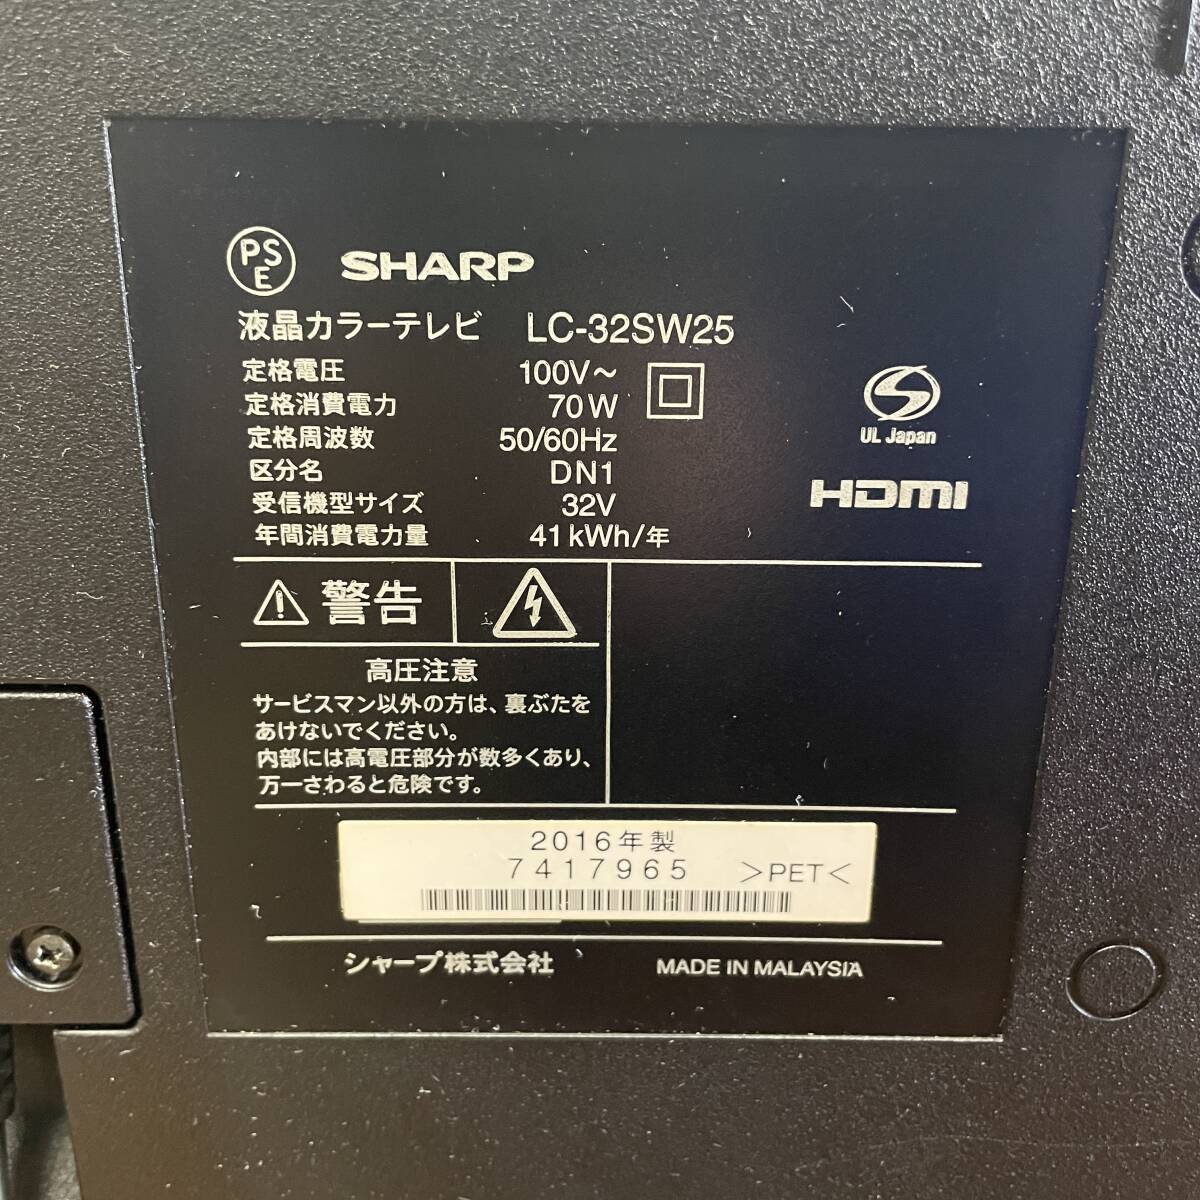 PS
E
SHARP
液晶カラーテレビ LC-32SW25
定格電圧 100V～
定格消費電力 70W
定格周波数 50/60Hz
区分名 DN1
受信機型サイズ 32V
年間消費電力量 41kWh/年
UL Japan
HDMI
警告
高圧注意
サービスマン以外の方は、裏ぶたを
あけないでください。
内部には高電圧部分が数多くあり、
万一さわると危険です。
2016年製
7417965 >PET<
シャープ株式会社 MADE IN MALAYSIA